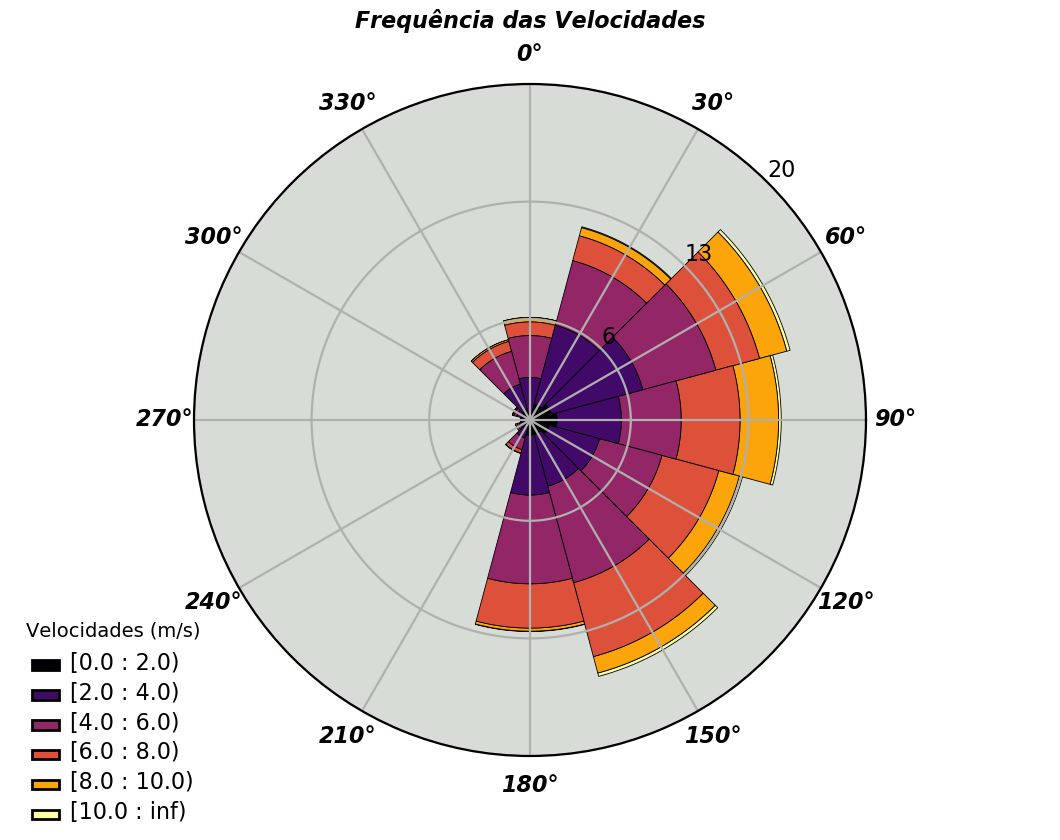 Frequência das Velocidades
0°
330°
30°
20
300°
60°
13
6
270°
90°
240°
120°
210°
150°
180°
Velocidades (m/s)
[0.0 : 2.0)
[2.0 : 4.0)
[4.0 : 6.0)
[6.0 : 8.0)
[8.0 : 10.0)
[10.0 : inf)